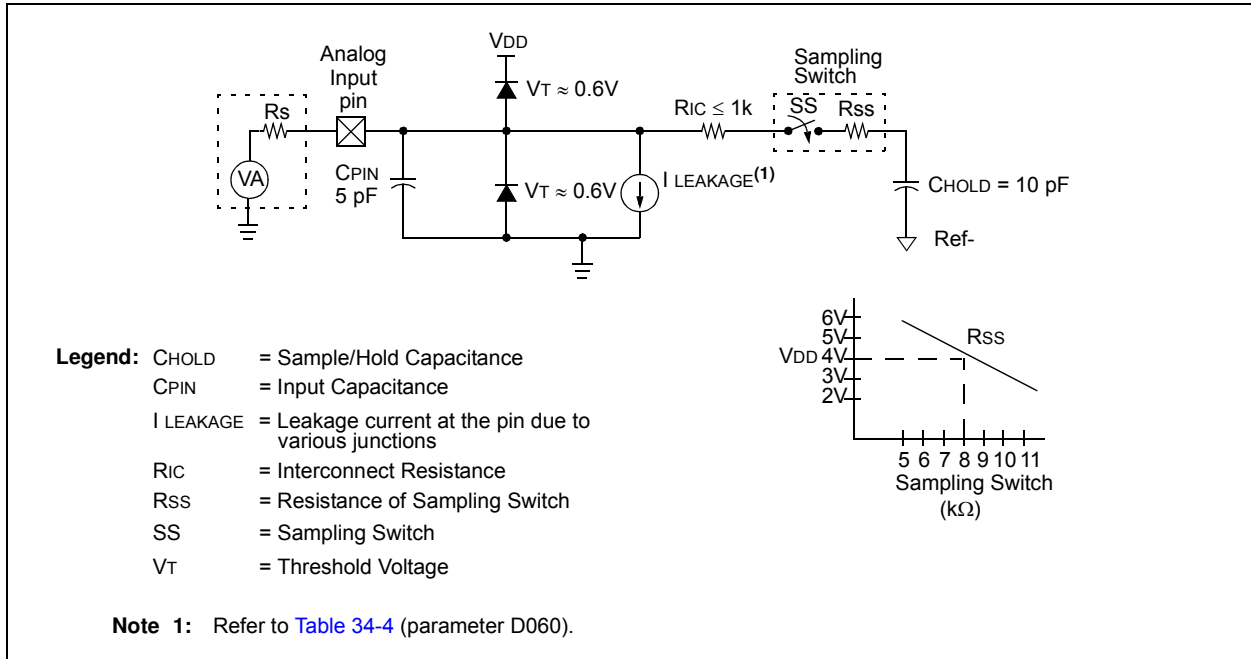 VDD
Analog
Input
pin
Sampling
Switch
Rs
VT ≈ 0.6V
RIC ≤ 1k
SS
Rss
VA
CPIN
5 pF
VT ≈ 0.6V
I LEAKAGE(1)
CHOLD = 10 pF
Ref-
6V
5V
VDD 4V
3V
2V
RSS
5 6 7 8 9 10 11
Sampling Switch
(kΩ)
Legend: CHOLD = Sample/Hold Capacitance
CPIN = Input Capacitance
I LEAKAGE = Leakage current at the pin due to
various junctions
RIC = Interconnect Resistance
RSS = Resistance of Sampling Switch
SS = Sampling Switch
VT = Threshold Voltage
Note 1: Refer to Table 34-4 (parameter D060).